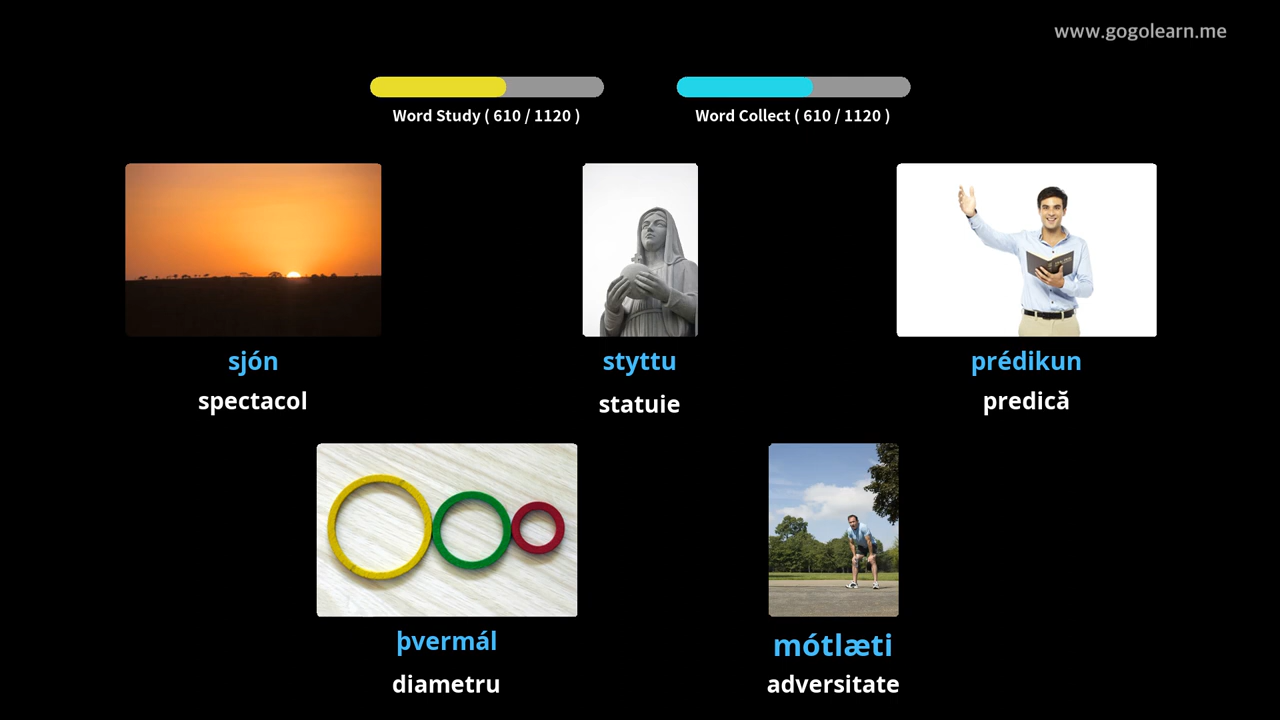 www.gogolearn.me
Word Study ( 610 / 1120 )
Word Collect ( 610 / 1120 )
sjón
spectacol
styttu
statuie
prédikun
predică
þvermál
diametru
mótlæti
adversitate